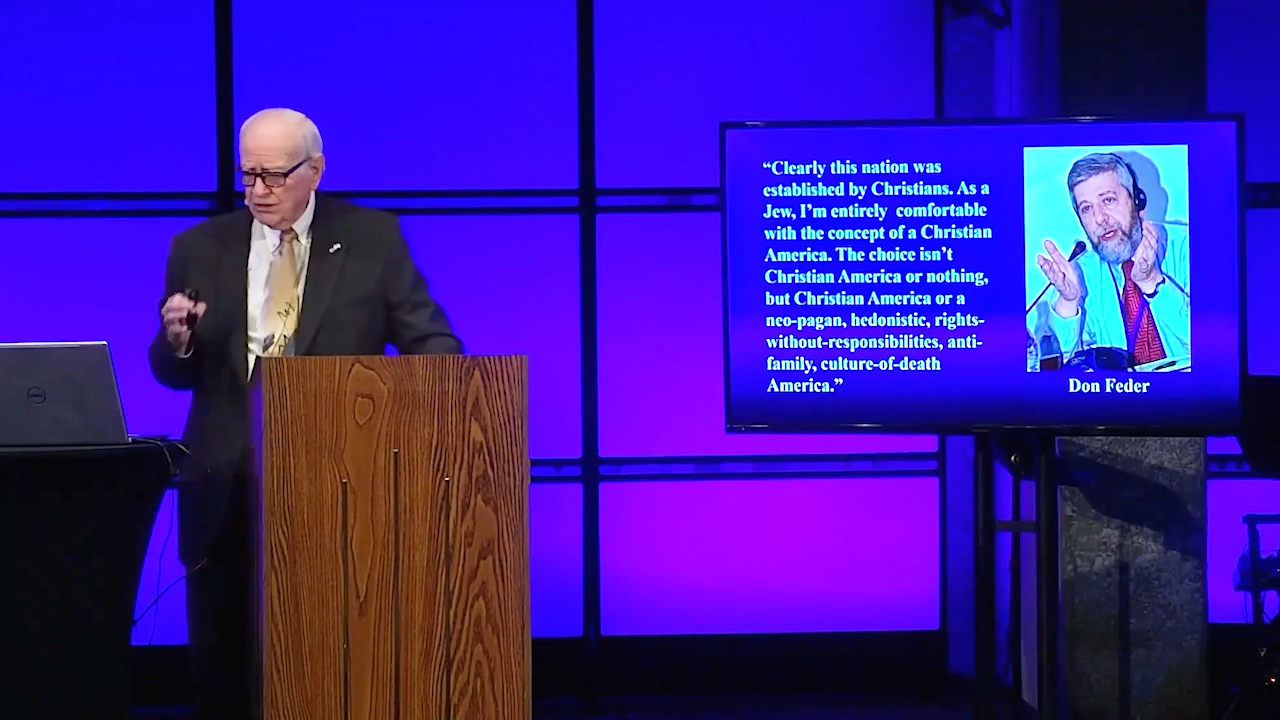 “Clearly this nation was
established by Christians. As a
Jew, I’m entirely comfortable
with the concept of a Christian
America. The choice isn’t
Christian America or nothing,
but Christian America or a
neo-pagan, hedonistic, rights-
without-responsibilities, anti-
family, culture-of-death
America.”
Don Feder